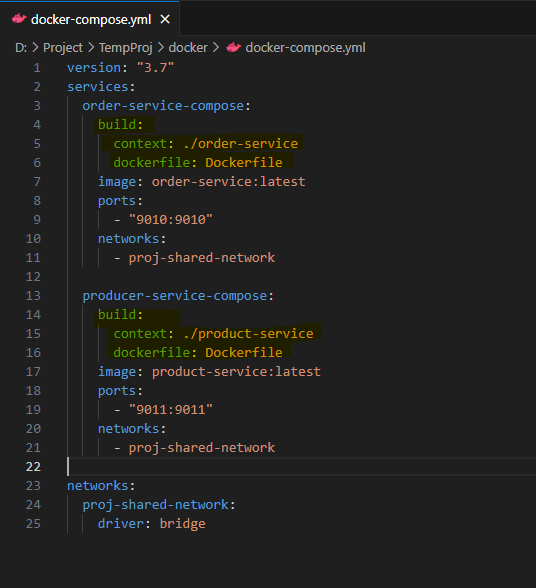 docker-compose.yml ×
D: > Project > TempProj > docker > docker-compose.yml
1 version: "3.7"
2 services:
3   order-service-compose:
4     build:
5       context: ./order-service
6       dockerfile: Dockerfile
7     image: order-service:latest
8     ports:
9       - "9010:9010"
10     networks:
11       - proj-shared-network
12
13   producer-service-compose:
14     build:
15       context: ./product-service
16       dockerfile: Dockerfile
17     image: product-service:latest
18     ports:
19       - "9011:9011"
20     networks:
21       - proj-shared-network
22
23 networks:
24   proj-shared-network:
25     driver: bridge